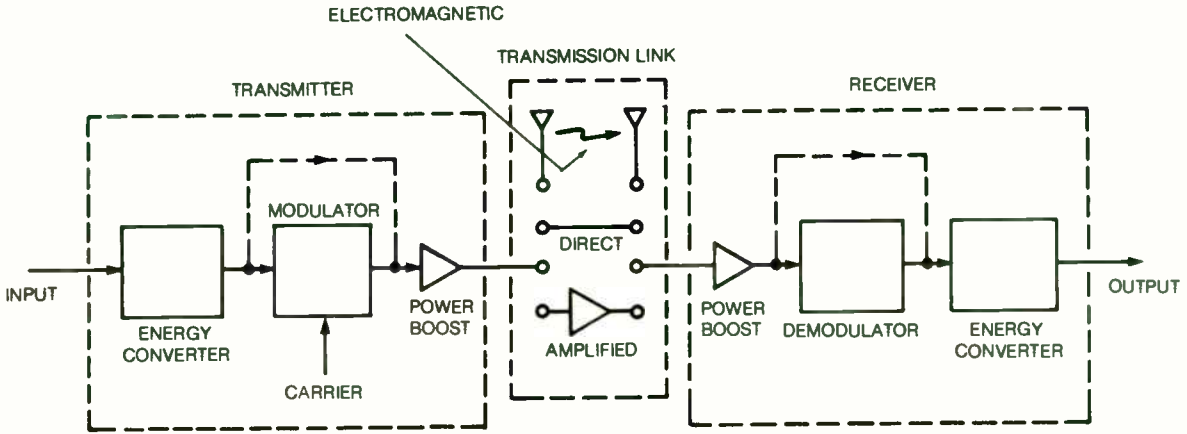 ELECTROMAGNETIC
TRANSMISSION LINK
TRANSMITTER
RECEIVER
MODULATOR
DIRECT
INPUT
ENERGY
CONVERTER
POWER
BOOST
CARRIER
AMPLIFIED
POWER
BOOST
DEMODULATOR
ENERGY
CONVERTER
OUTPUT